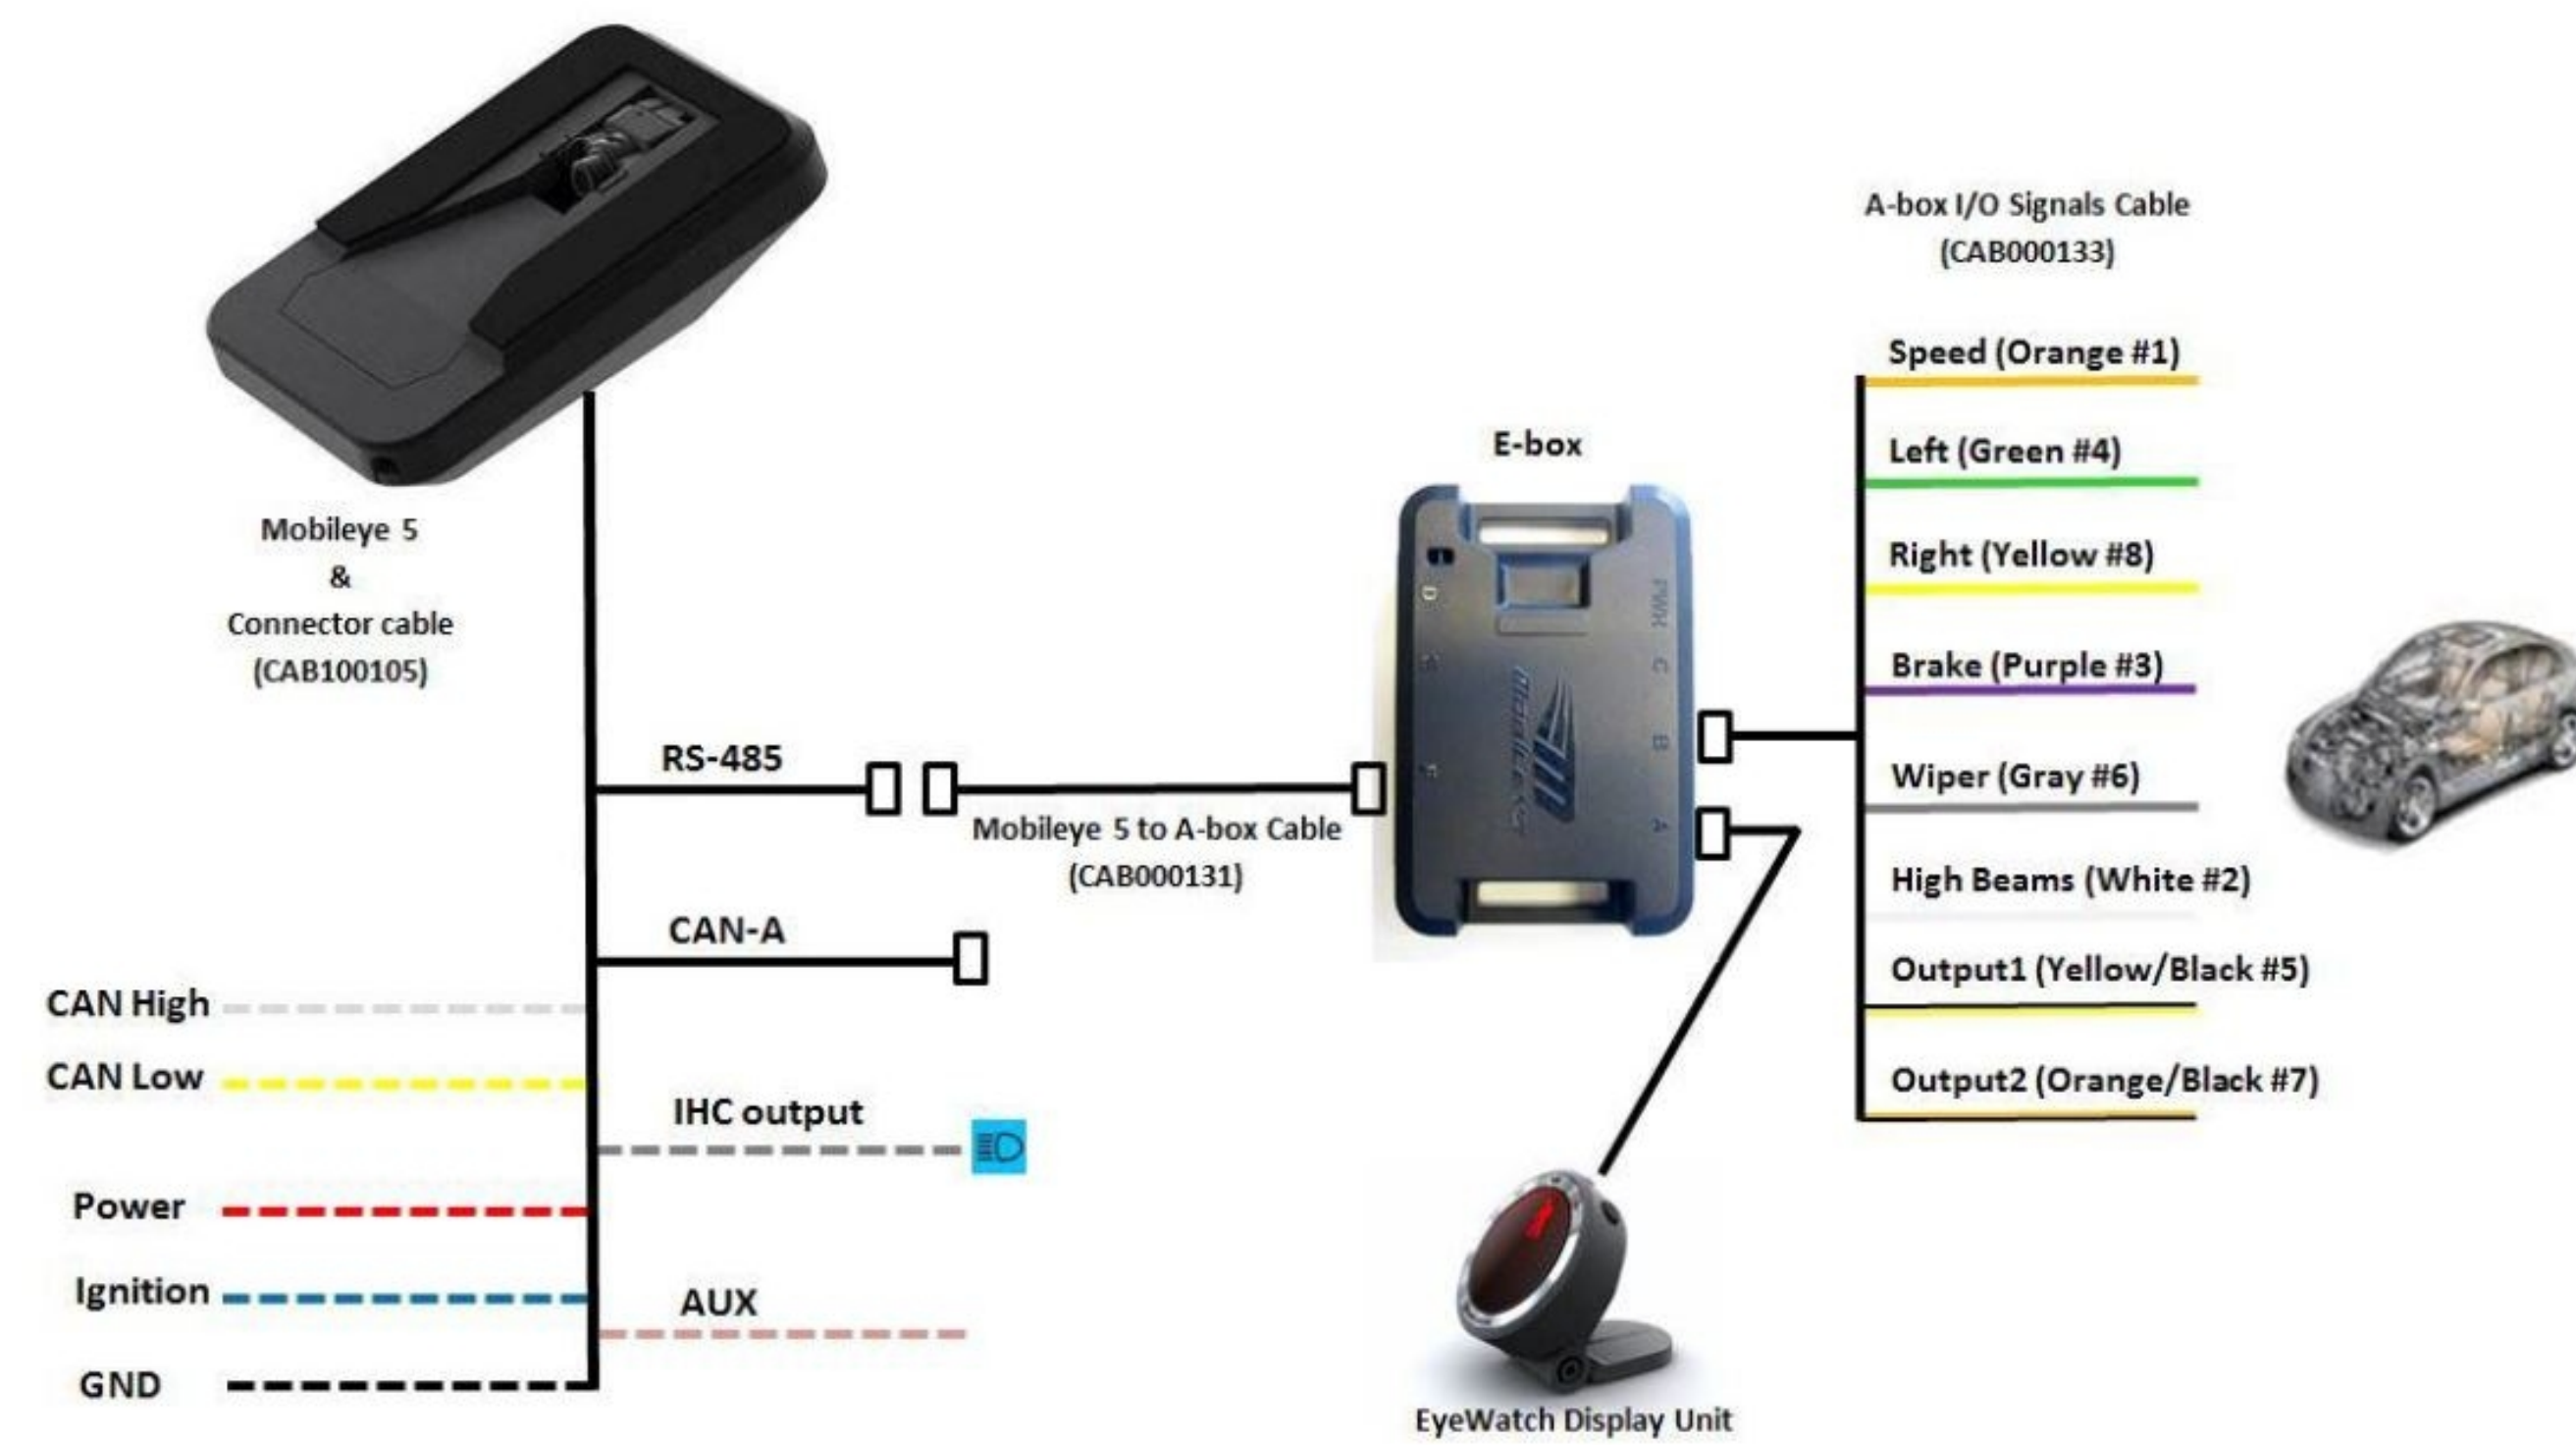 Mobileye 5
&
Connector cable
(CAB100105)
RS-485
Mobileye 5 to A-box Cable
(CAB000131)
CAN-A
CAN High
CAN Low
IHC output
Power
Ignition
AUX
GND
E-box
D
PWR
C
B
A
F
EyeWatch Display Unit
A-box I/O Signals Cable
(CAB000133)
Speed (Orange #1)
Left (Green #4)
Right (Yellow #8)
Brake (Purple #3)
Wiper (Gray #6)
High Beams (White #2)
Output1 (Yellow/Black #5)
Output2 (Orange/Black #7)